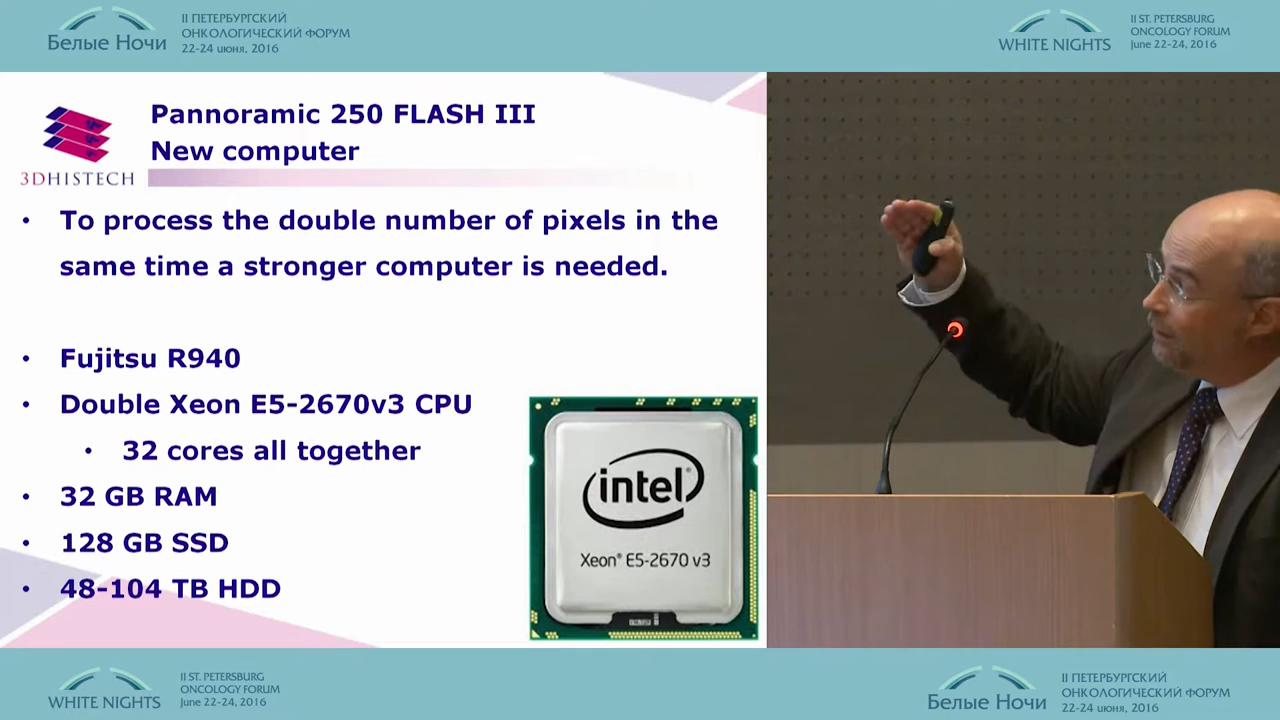 Белые Ночи
II ПЕТЕРБУРГСКИЙ
ОНКОЛОГИЧЕСКИЙ ФОРУМ
22-24 июня, 2016
WHITE NIGHTS
II ST. PETERSBURG
ONCOLOGY FORUM
June 22-24, 2016
3DHISTECH
Pannoramic 250 FLASH III
New computer
• To process the double number of pixels in the
same time a stronger computer is needed.
• Fujitsu R940
• Double Xeon E5-2670v3 CPU
• 32 cores all together
• 32 GB RAM
• 128 GB SSD
• 48-104 TB HDD
intel®
Xeon® E5-2670 v3
WHITE NIGHTS
II ST. PETERSBURG
ONCOLOGY FORUM
June 22-24, 2016
Белые Ночи
II ПЕТЕРБУРГСКИЙ
ОНКОЛОГИЧЕСКИЙ ФОРУМ
22-24 июня, 2016